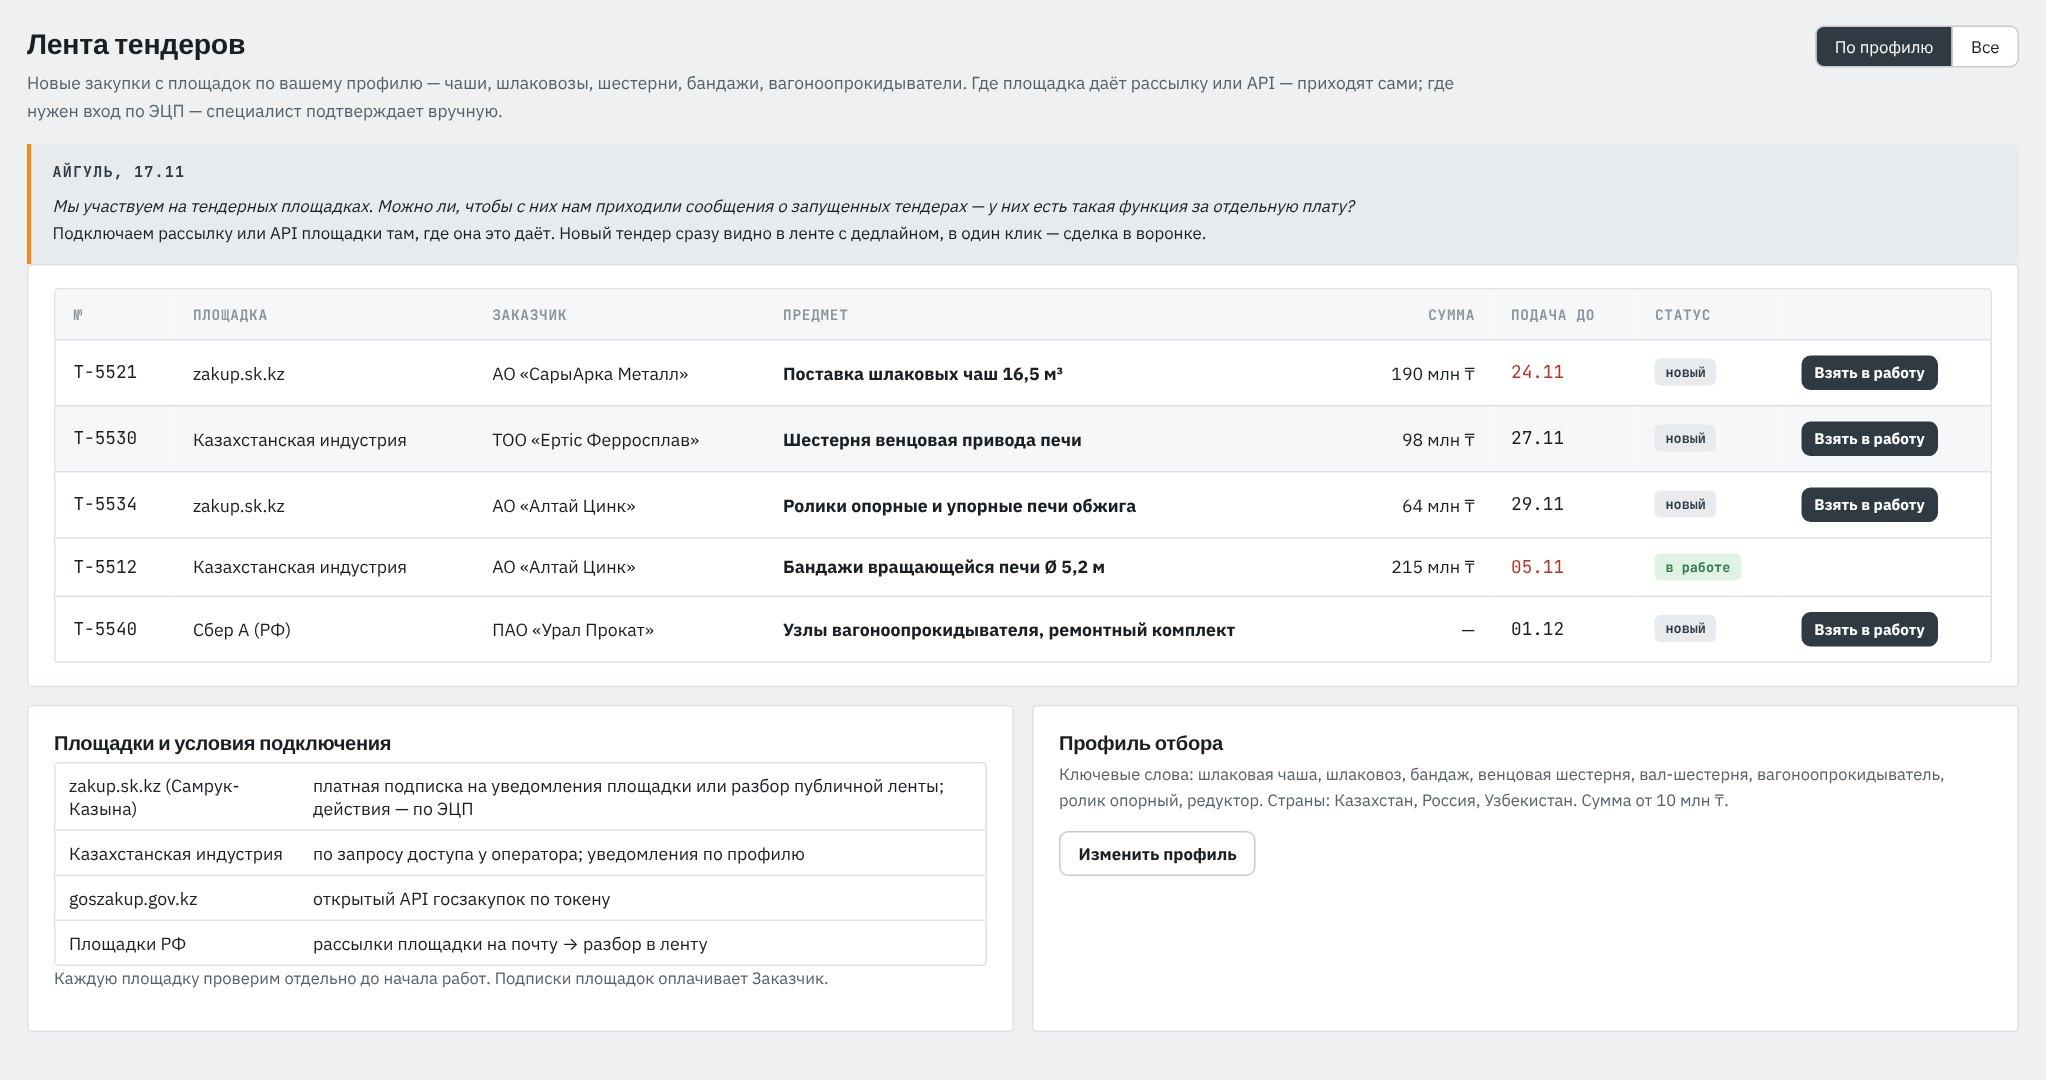 Лента тендеров
По профилю
Все
Новые закупки с площадок по вашему профилю — чаши, шлаковозы, шестерни, бандажи, вагоноопрокидыватели. Где площадка даёт рассылку или API — приходят сами; где
нужен вход по ЭЦП — специалист подтверждает вручную.
АЙГУЛЬ, 17.11
Мы участвуем на тендерных площадках. Можно ли, чтобы с них нам приходили сообщения о запущенных тендерах — у них есть такая функция за отдельную плату?
Подключаем рассылку или API площадки там, где она это даёт. Новый тендер сразу видно в ленте с дедлайном, в один клик — сделка в воронке.
№ ПЛОЩАДКА ЗАКАЗЧИК ПРЕДМЕТ СУММА ПОДАЧА ДО СТАТУС
Т-5521 zakup.sk.kz АО «СарыАрка Металл» Поставка шлаковых чаш 16,5 м³ 190 млн ₸ 24.11 новый Взять в работу
Т-5530 Казахстанская индустрия ТОО «Ертіс Ферросплав» Шестерня венцовая привода печи 98 млн ₸ 27.11 новый Взять в работу
Т-5534 zakup.sk.kz АО «Алтай Цинк» Ролики опорные и упорные печи обжига 64 млн ₸ 29.11 новый Взять в работу
Т-5512 Казахстанская индустрия АО «Алтай Цинк» Бандажи вращающейся печи Ø 5,2 м 215 млн ₸ 05.11 в работе
Т-5540 Сбер А (РФ) ПАО «Урал Прокат» Узлы вагоноопрокидывателя, ремонтный комплект — 01.12 новый Взять в работу
Площадки и условия подключения
zakup.sk.kz (Самрук-
Казына)
платная подписка на уведомления площадки или разбор публичной ленты;
действия — по ЭЦП
Казахстанская индустрия по запросу доступа у оператора; уведомления по профилю
goszakup.gov.kz открытый API госзакупок по токену
Площадки РФ рассылки площадки на почту → разбор в ленту
Каждую площадку проверим отдельно до начала работ. Подписки площадок оплачивает Заказчик.
Профиль отбора
Ключевые слова: шлаковая чаша, шлаковоз, бандаж, венцовая шестерня, вал-шестерня, вагоноопрокидыватель,
ролик опорный, редуктор. Страны: Казахстан, Россия, Узбекистан. Сумма от 10 млн ₸.
Изменить профиль